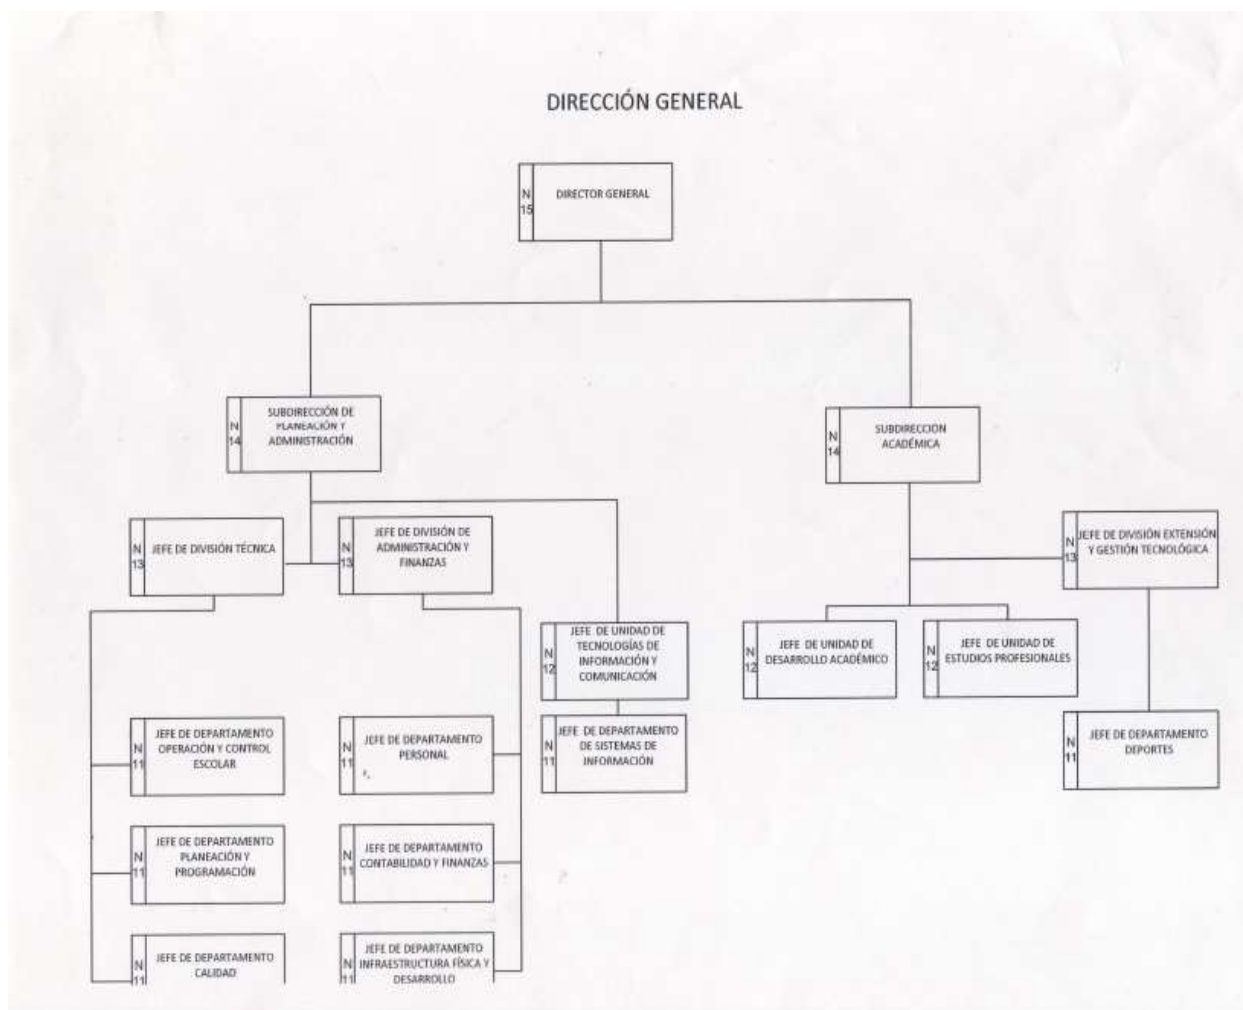 DIRECCIÓN GENERAL
N
15
DIRECTOR GENERAL
N
14
SUBDIRECCIÓN DE
PLANEACIÓN Y
ADMINISTRACIÓN
N
14
SUBDIRECCION
ACADÉMICA
N
13
JEFE DE DIVISIÓN TÉCNICA
N
13
JEFE DE DIVISIÓN DE
ADMINISTRACIÓN Y
FINANZAS
N
13
JEFE DE DIVISIÓN EXTENSIÓN
Y GESTIÓN TECNOLÓGICA
N
12
JEFE DE UNIDAD DE
TECNOLOGÍAS DE
INFORMACIÓN Y
COMUNICACIÓN
N
12
JEFE DE UNIDAD DE
DESARROLLO ACADÉMICO
N
12
JEFE DE UNIDAD DE
ESTUDIOS PROFESIONALES
N
11
JEFE DE DEPARTAMENTO
OPERACIÓN Y CONTROL
ESCOLAR
N
11
JEFE DE DEPARTAMENTO
PERSONAL
N
11
JEFE DE DEPARTAMENTO
DE SISTEMAS DE
INFORMACIÓN
N
11
JEFE DE DEPARTAMENTO
DEPORTES
N
11
JEFE DE DEPARTAMENTO
PLANEACIÓN Y
PROGRAMACIÓN
N
11
JEFE DE DEPARTAMENTO
CONTABILIDAD Y FINANZAS
N
11
JEFE DE DEPARTAMENTO
CALIDAD
N
11
JEFE DE DEPARTAMENTO
INFRAESTRUCTURA FÍSICA Y
DESARROLLO